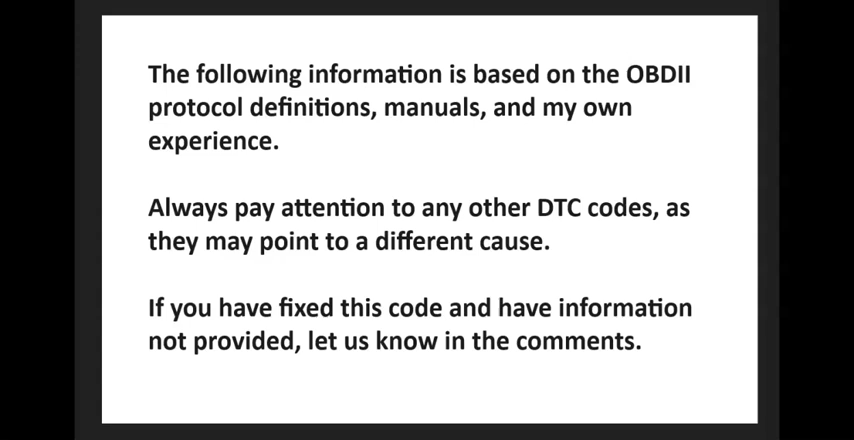 The following information is based on the OBDII
protocol definitions, manuals, and my own
experience.
Always pay attention to any other DTC codes, as
they may point to a different cause.
If you have fixed this code and have information
not provided, let us know in the comments.